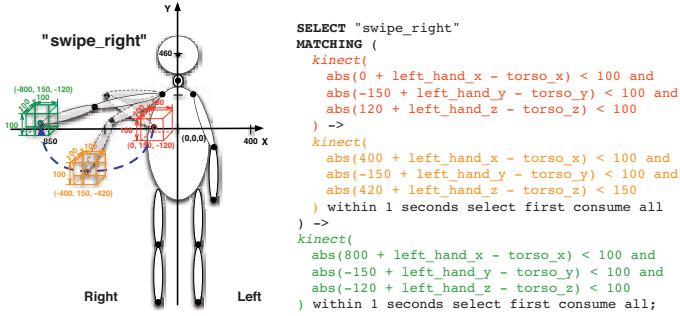 Y
"swipe_right"
460
(-800, 150, -120)
100
100
100
100
100
850
(0, 150, -120)
(0,0,0)
400
X
100
100
100
(-400, 150, -420)
Right
Left
SELECT "swipe_right"
MATCHING (
kinect(
abs(0 + left_hand_x - torso_x) < 100 and
abs(-150 + left_hand_y - torso_y) < 100 and
abs(120 + left_hand_z - torso_z) < 100
) ->
kinect(
abs(400 + left_hand_x - torso_x) < 100 and
abs(-150 + left_hand_y - torso_y) < 100 and
abs(420 + left_hand_z - torso_z) < 150
) within 1 seconds select first consume all
) ->
kinect(
abs(800 + left_hand_x - torso_x) < 100 and
abs(-150 + left_hand_y - torso_y) < 100 and
abs(-120 + left_hand_z - torso_z) < 100
) within 1 seconds select first consume all;